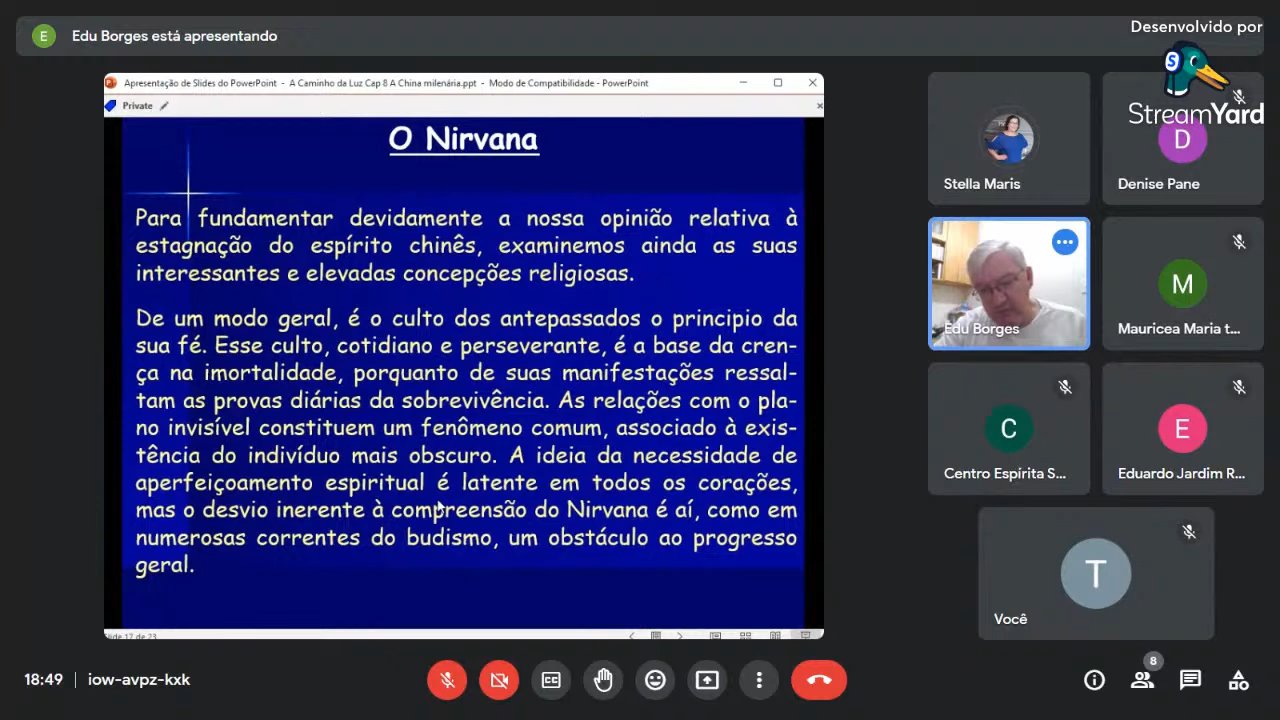 E Edu Borges está apresentando
Desenvolvido por
S
StreamYard
Apresentação de Slides do PowerPoint - A Caminho da Luz Cap 8 A China milenária.ppt - Modo de Compatibilidade - PowerPoint
Private
O Nirvana
Para fundamentar devidamente a nossa opinião relativa à
estagnação do espírito chinês, examinemos ainda as suas
interessantes e elevadas concepções religiosas.
De um modo geral, é o culto dos antepassados o principio da
sua fé. Esse culto, cotidiano e perseverante, é a base da cren-
ça na imortalidade, porquanto de suas manifestações ressal-
tam as provas diárias da sobrevivência. As relações com o pla-
no invisível constituem um fenômeno comum, associado à exis-
tência do indivíduo mais obscuro. A ideia da necessidade de
aperfeiçoamento espiritual é latente em todos os corações,
mas o desvio inerente à compreensão do Nirvana é aí, como em
numerosas correntes do budismo, um obstáculo ao progresso
geral.
Slide 17 de 23
Stella Maris
D
Denise Pane
Edu Borges
M
Mauricea Maria t...
C
Centro Espirita S...
E
Eduardo Jardim R...
T
Você
18:49 | iow-avpz-kxk
CC
8